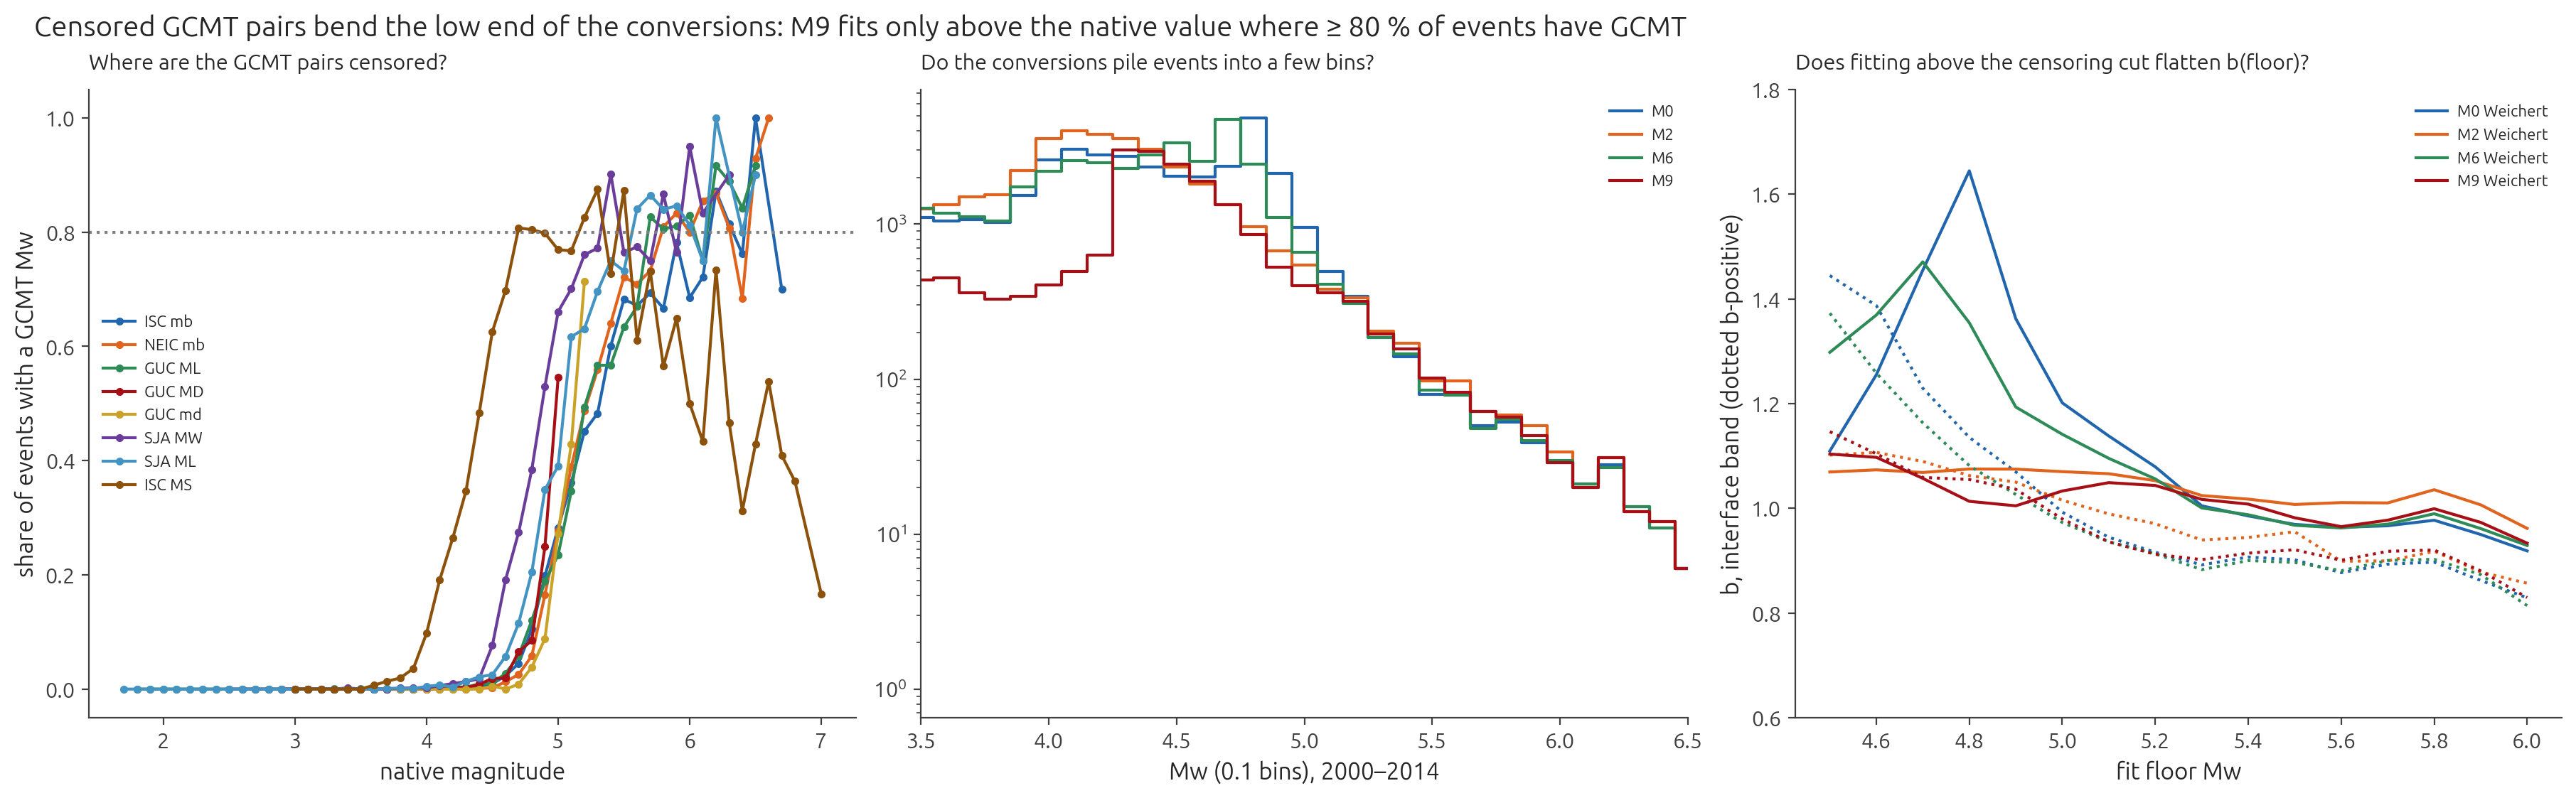 Censored GCMT pairs bend the low end of the conversions: M9 fits only above the native value where ≥ 80 % of events have GCMT
Where are the GCMT pairs censored?
share of events with a GCMT Mw
1.0
0.8
0.6
0.4
0.2
0.0
ISC mb
NEIC mb
GUC ML
GUC MD
GUC md
SJA MW
SJA ML
ISC MS
2
3
4
5
6
7
native magnitude
Do the conversions pile events into a few bins?
10³
10²
10¹
10⁰
M0
M2
M6
M9
3.5
4.0
4.5
5.0
5.5
6.0
6.5
Mw (0.1 bins), 2000–2014
Does fitting above the censoring cut flatten b(floor)?
b, interface band (dotted b-positive)
1.8
1.6
1.4
1.2
1.0
0.8
0.6
M0 Weichert
M2 Weichert
M6 Weichert
M9 Weichert
4.6
4.8
5.0
5.2
5.4
5.6
5.8
6.0
fit floor Mw